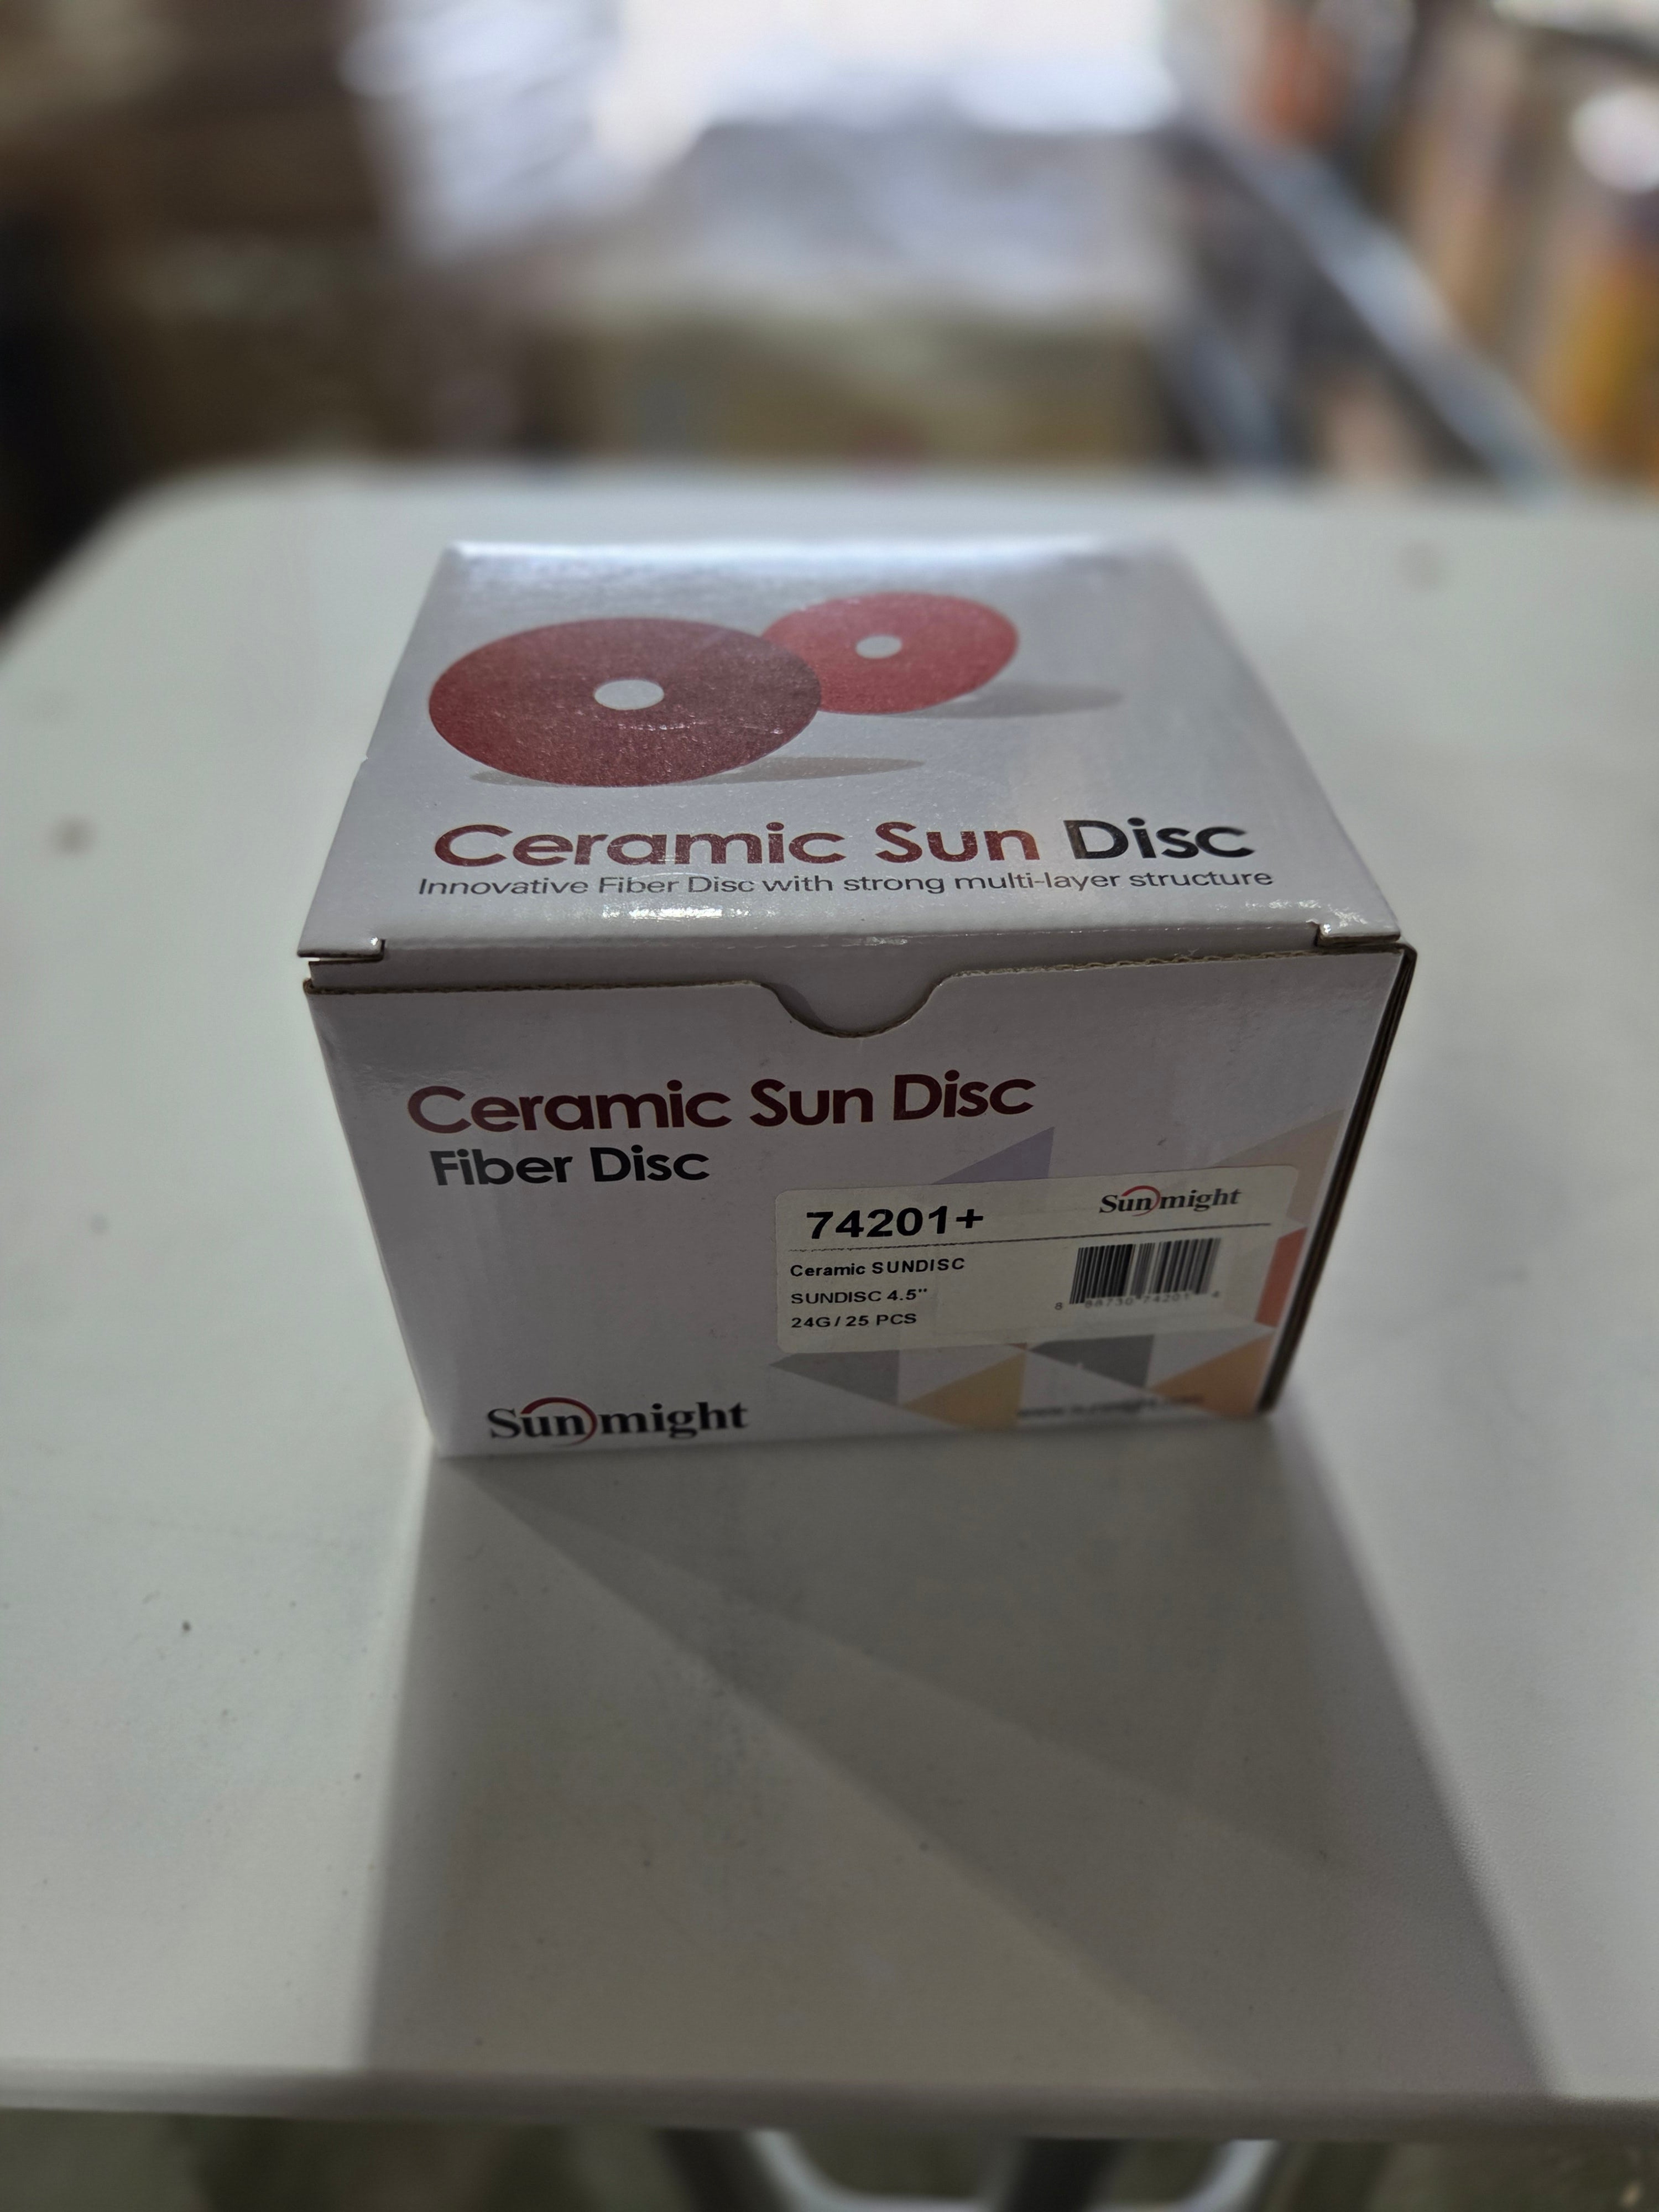 Ceramic Sun Disc
Innovative Fiber Disc with strong multi-layer structure
Ceramic Sun Disc
Fiber Disc
74201+
Sunmight
Ceramic SUNDISC
SUNDISC 4.5"
24G / 25 PCS
Sunmight